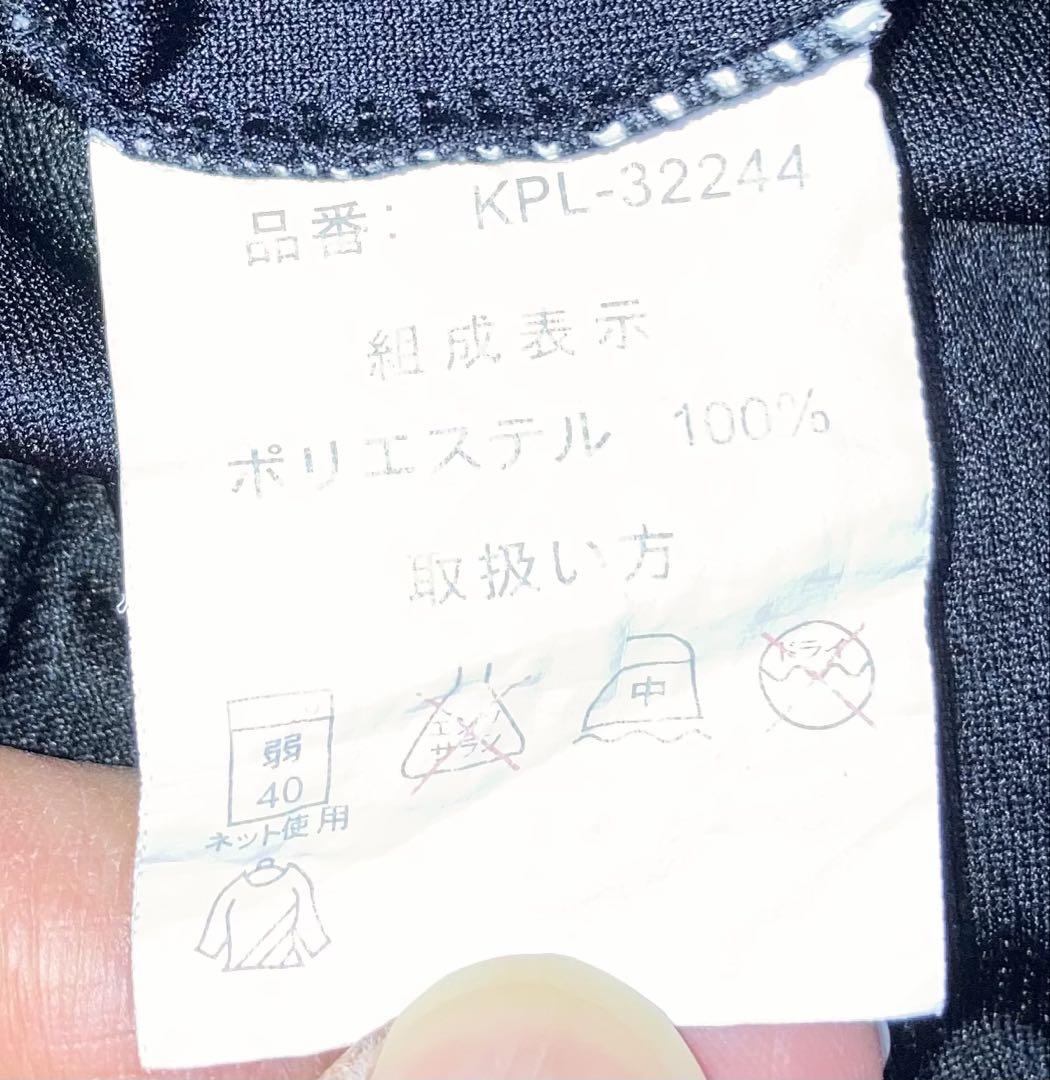 品番: KPL-32244
組成表示
ポリエステル 100%
取扱い方
弱 40
ネット使用
エンソ サラシ
中
ドライ